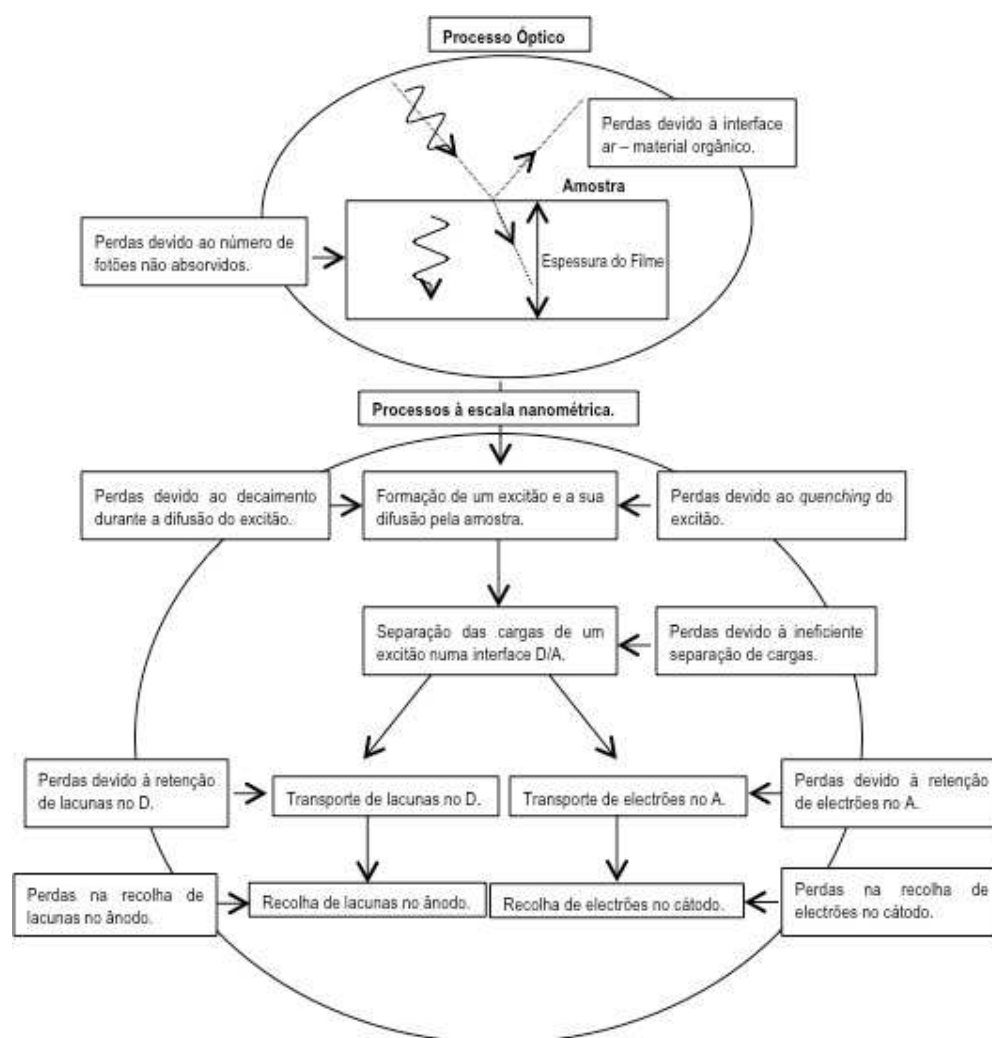 Processo Óptico
Perdas devido à interface
ar – material orgânico.
Amostra
Perdas devido ao número de
fotões não absorvidos.
Espessura do Filme
Processos à escala nanométrica.
Perdas devido ao decaimento
durante a difusão do excitão.
Formação de um excitão e a sua
difusão pela amostra.
Perdas devido ao quenching do
excitão.
Separação das cargas de um
excitão numa interface D/A.
Perdas devido à ineficiente
separação de cargas.
Perdas devido à retenção
de lacunas no D.
Transporte de lacunas no D.
Transporte de electrões no A.
Perdas devido à retenção
de electrões no A.
Perdas na recolha de
lacunas no ânodo.
Recolha de lacunas no ânodo.
Recolha de electrões no cátodo.
Perdas na recolha de
electrões no cátodo.